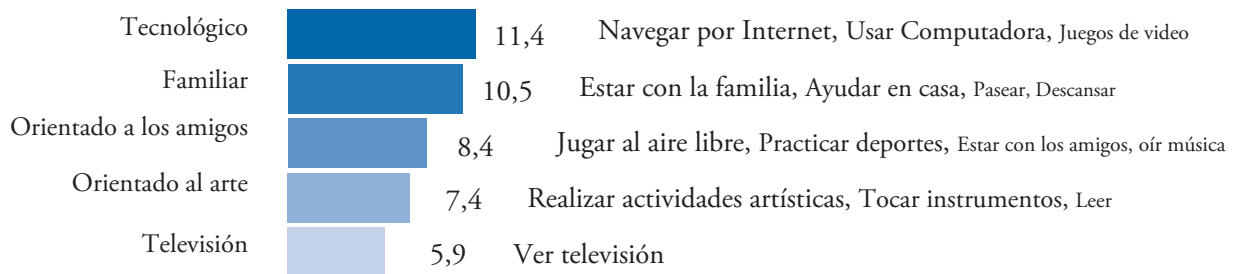 Tecnológico 11,4 Navegar por Internet, Usar Computadora, Juegos de video
Familiar 10,5 Estar con la familia, Ayudar en casa, Pasear, Descansar
Orientado a los amigos 8,4 Jugar al aire libre, Practicar deportes, Estar con los amigos, oír música
Orientado al arte 7,4 Realizar actividades artísticas, Tocar instrumentos, Leer
Televisión 5,9 Ver televisión